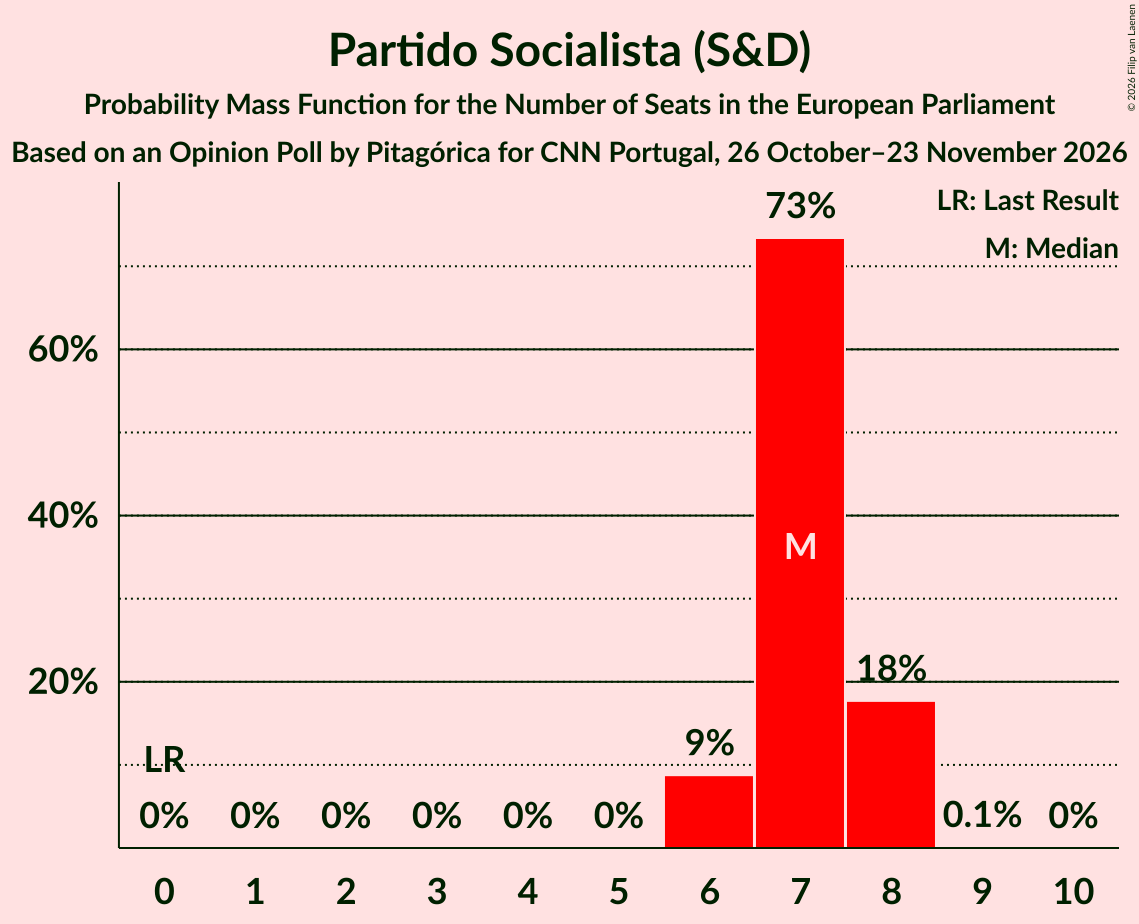 Partido Socialista (S&D)
Probability Mass Function for the Number of Seats in the European Parliament
Based on an Opinion Poll by Pitagórica for CNN Portugal, 26 October–23 November 2026
© 2026 Filip van Laenen
LR: Last Result
M: Median
73%
60%
M
40%
20%
18%
9%
LR
0% 0% 0% 0% 0% 0% 0.1% 0%
0 1 2 3 4 5 6 7 8 9 10